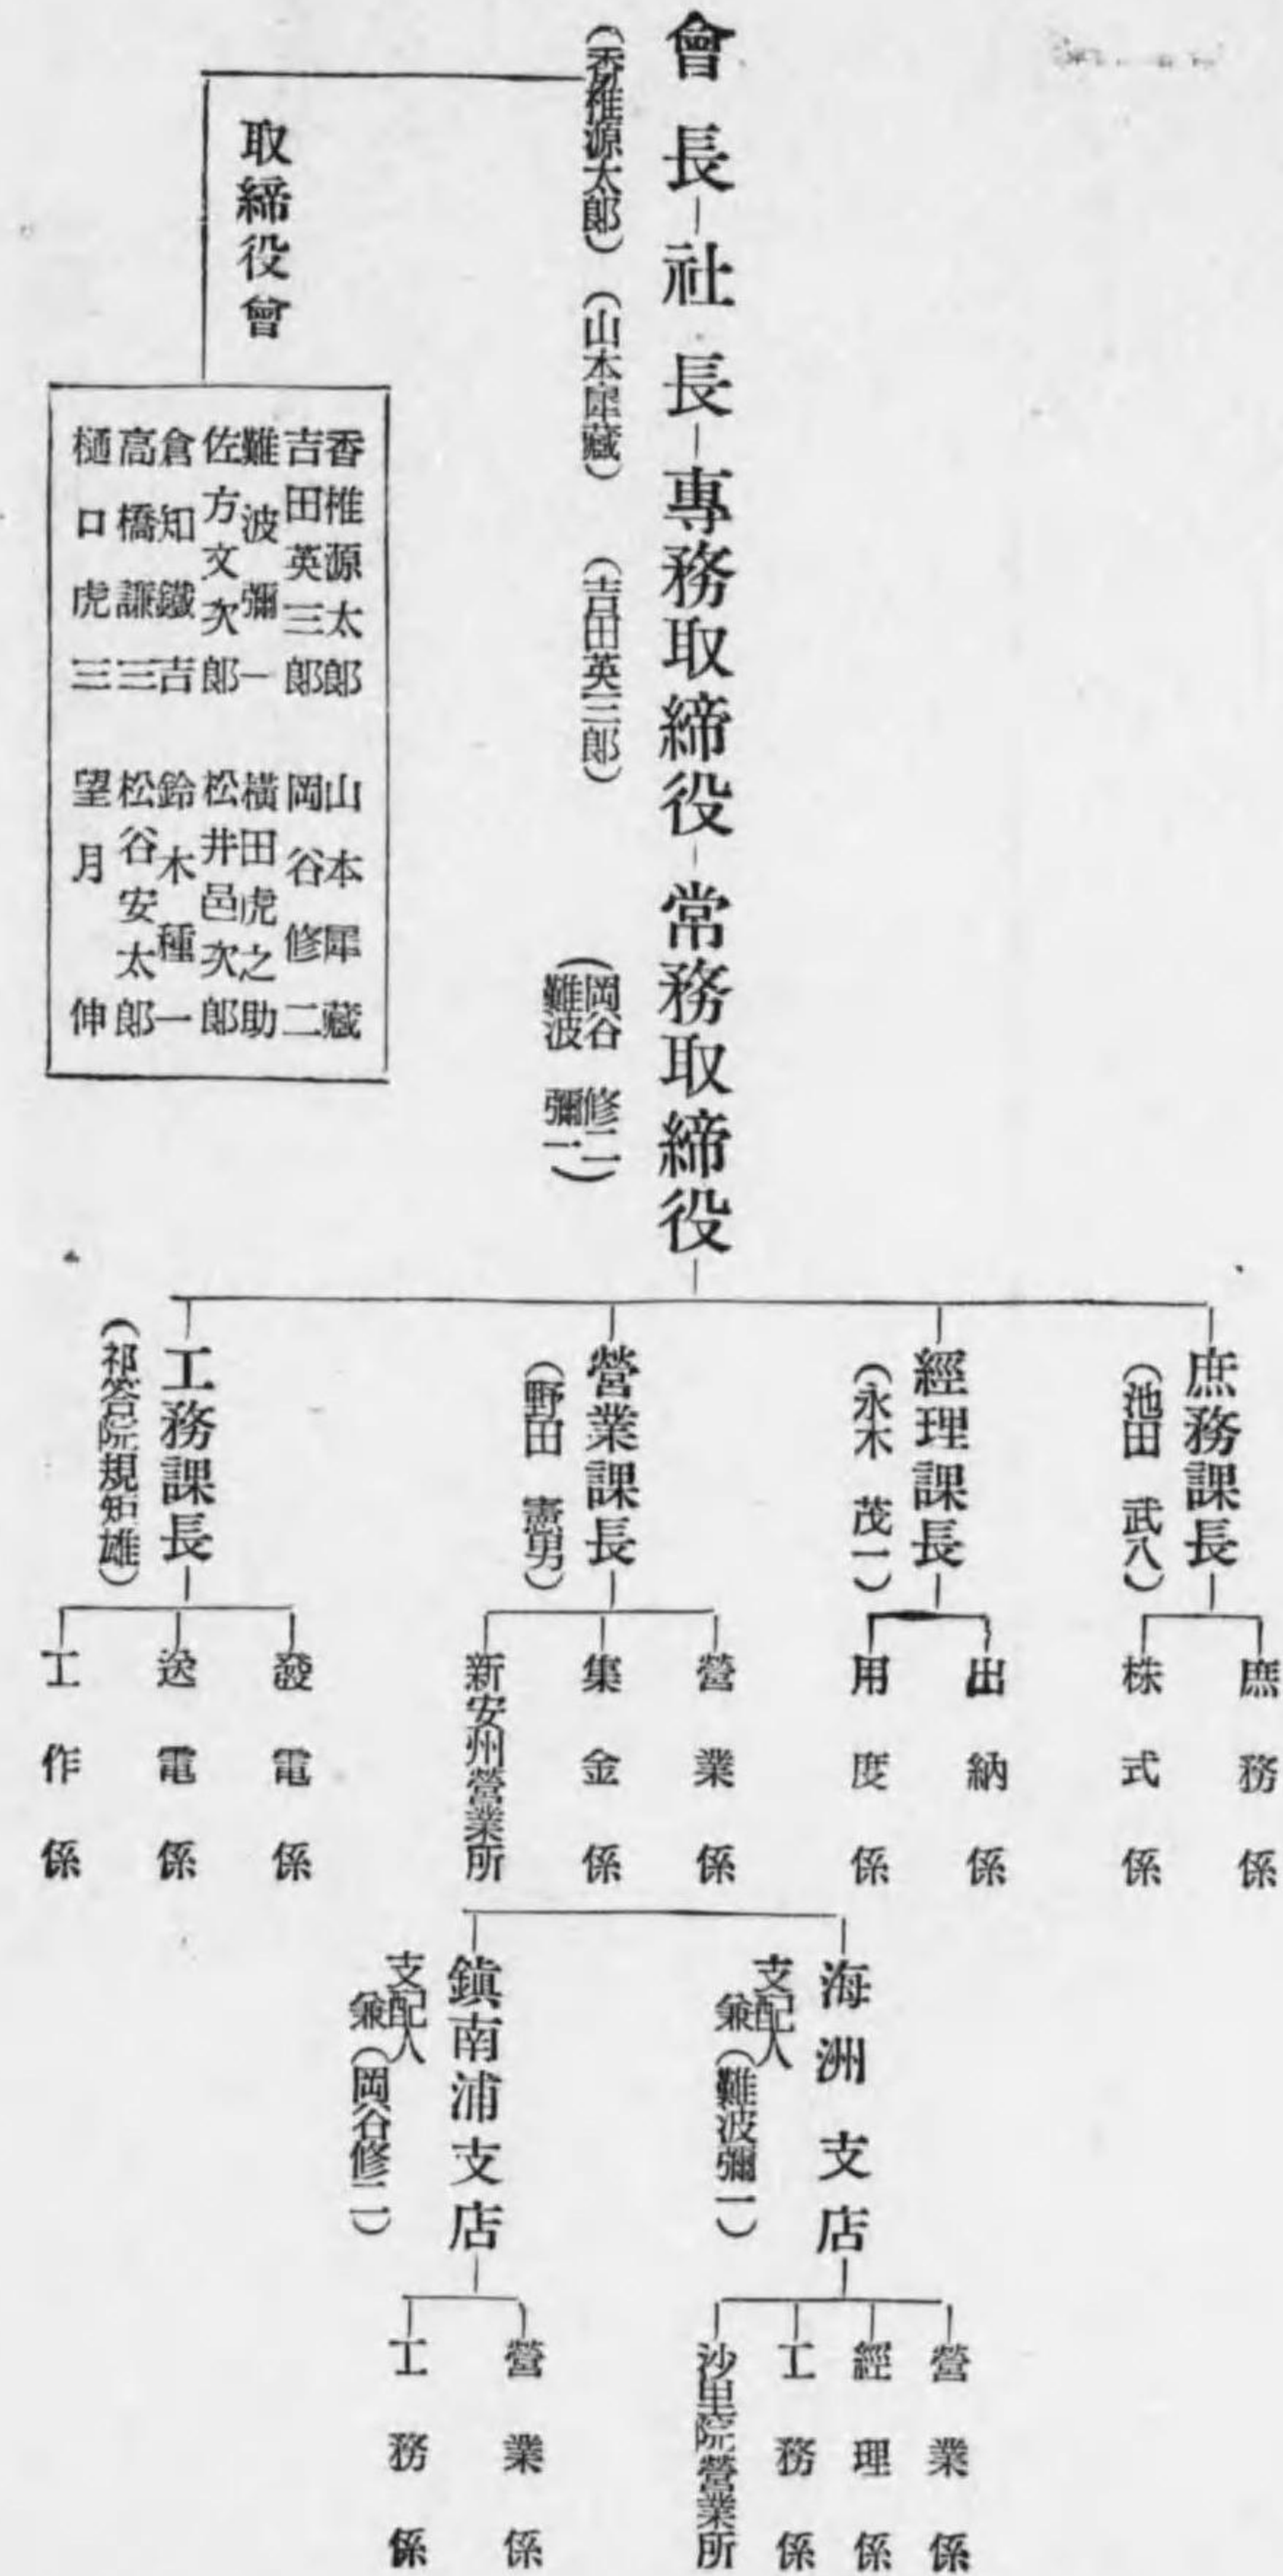 會長―社長―專務取締役―常務取締役
(香椎源太郎)
(山本犀藏)
(吉田英三郎)
(岡谷 修二
難波 彌一)
取締役會
香椎源太郎 山本犀藏
吉田英三郎 岡谷修二
難波彌一 橫田虎之助
佐方文次郎 松井邑次郎
倉知鐵吉 鈴木種一
高橋謙三 松谷安太郎
樋口虎三 望月伸
庶務課長
(池田 武八)
庶務係
株式係
經理課長
(永木 茂一)
出納係
用度係
營業課長
(野田 憲男)
營業係
集金係
新安州營業所
工務課長
(祁答院規矩雄)
發電係
送電係
工作係
海洲支店
支配人
兼(難波彌一)
營業係
經理係
工務係
沙里院營業所
鎭南浦支店
支配人
兼(岡谷修二)
營業係
工務係